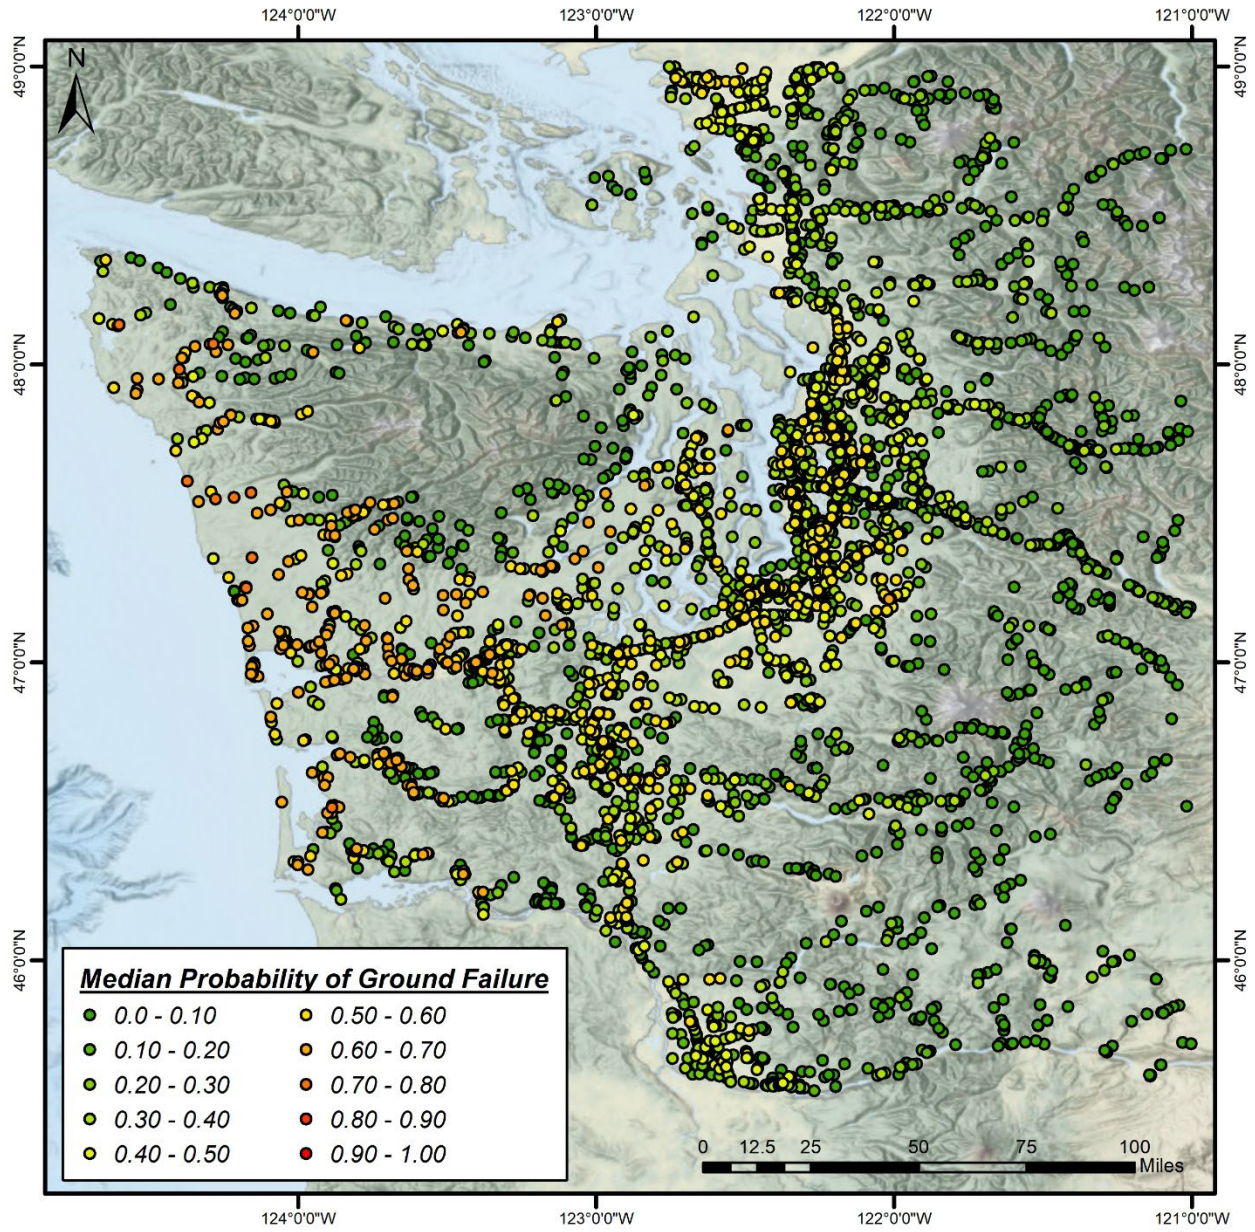 124°0'0"W 123°0'0"W 122°0'0"W 121°0'0"W
N
49°0'0"N 49°0'0"N
48°0'0"N 48°0'0"N
47°0'0"N 47°0'0"N
46°0'0"N 46°0'0"N
Median Probability of Ground Failure
0.0 - 0.10 0.50 - 0.60
0.10 - 0.20 0.60 - 0.70
0.20 - 0.30 0.70 - 0.80
0.30 - 0.40 0.80 - 0.90
0.40 - 0.50 0.90 - 1.00
0 12.5 25 50 75 100
Miles
124°0'0"W 123°0'0"W 122°0'0"W 121°0'0"W